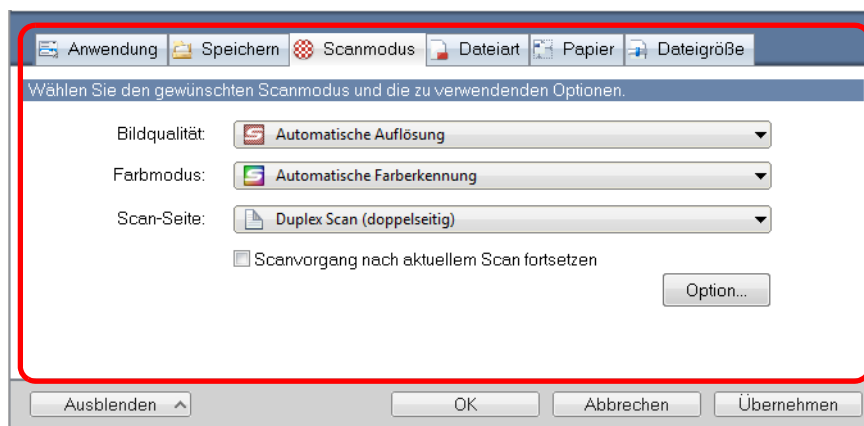 Anwendung Speichern Scanmodus Dateiart Papier Dateigröße
Wählen Sie den gewünschten Scanmodus und die zu verwendenden Optionen.
Bildqualität: Automatische Auflösung
Farbmodus: Automatische Farberkennung
Scan-Seite: Duplex Scan (doppelseitig)
Scanvorgang nach aktuellem Scan fortsetzen
Option...
Ausblenden OK Abbrechen Übernehmen